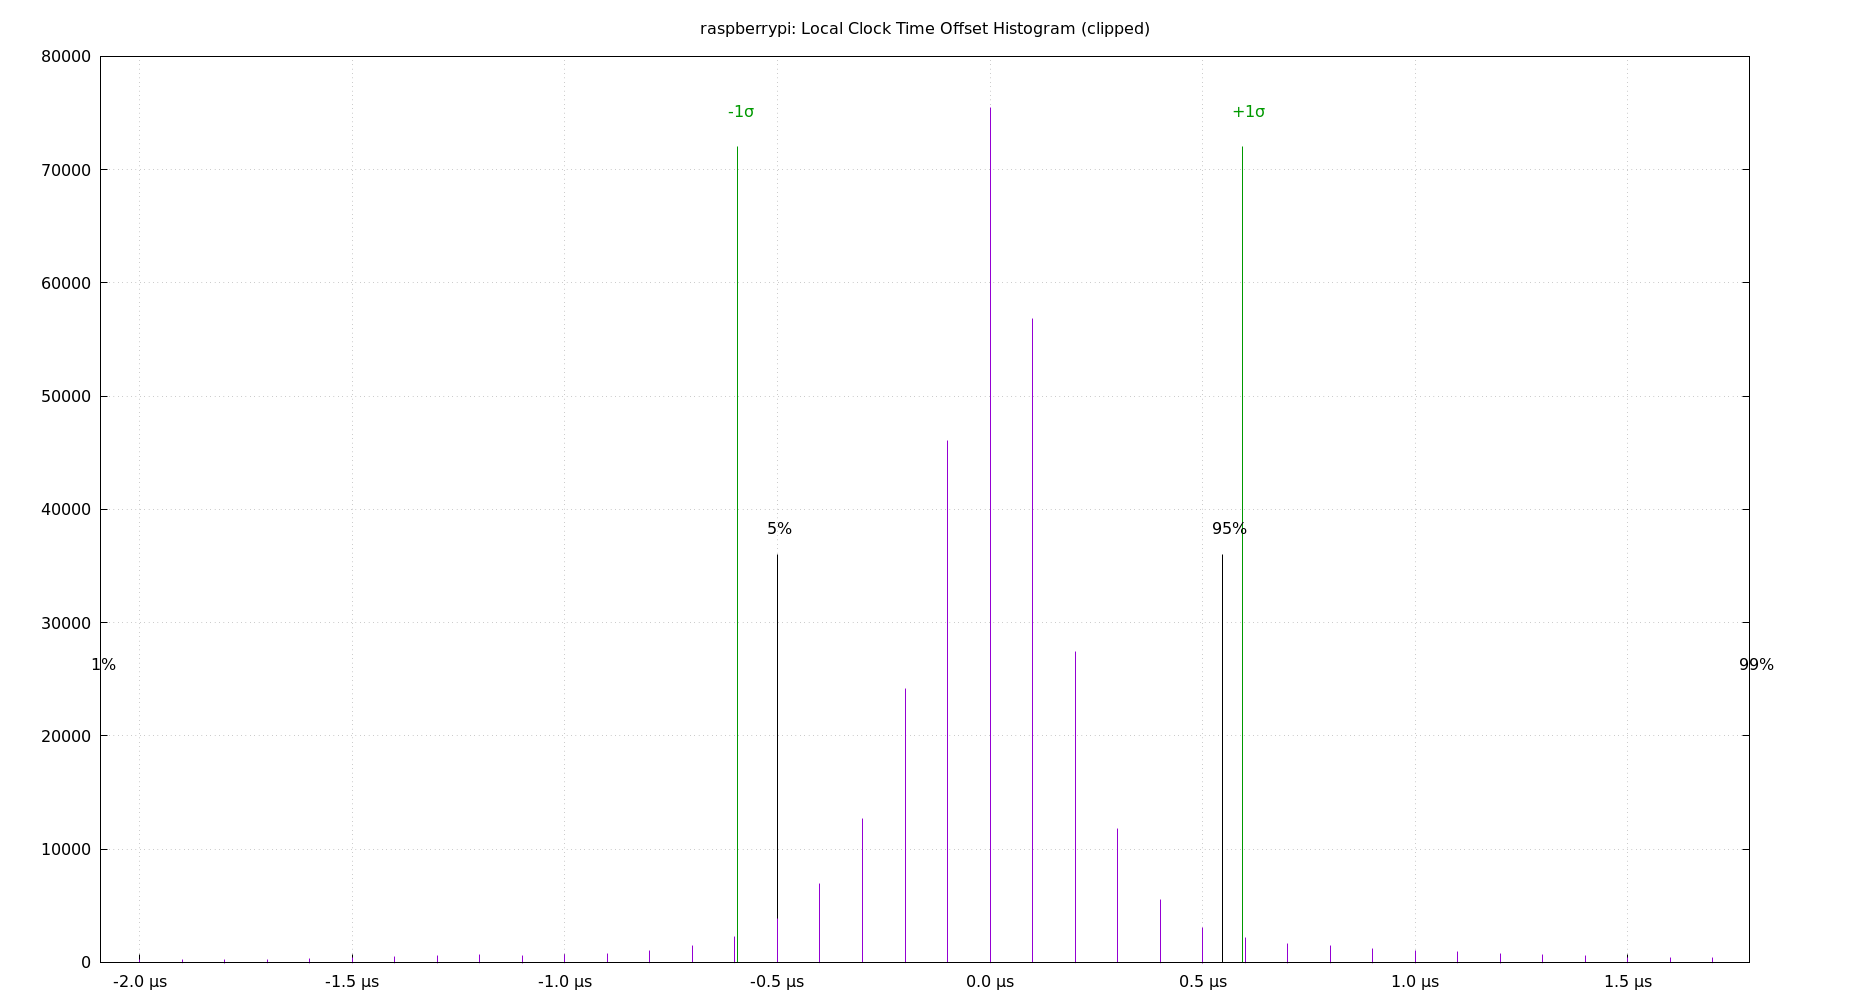 raspberrypi: Local Clock Time Offset Histogram (clipped)
80000
-1σ
+1σ
70000
60000
50000
40000
5%
95%
30000
1%
99%
20000
10000
0
-2.0 µs
-1.5 µs
-1.0 µs
-0.5 µs
0.0 µs
0.5 µs
1.0 µs
1.5 µs